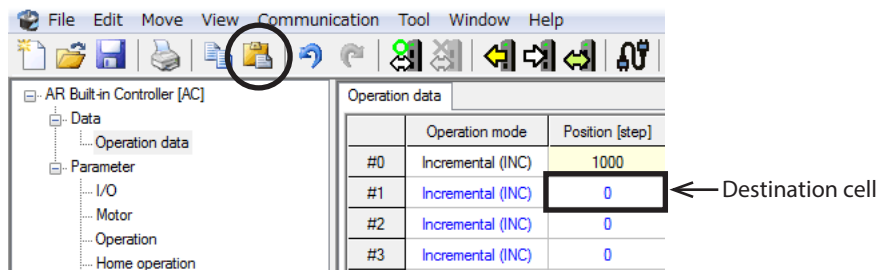 File Edit Move View Communication Tool Window Help
AR Built-in Controller [AC]
Data
Operation data
Parameter
I/O
Motor
Operation
Home operation
Operation data
Operation mode Position [step]
#0 Incremental (INC) 1000
#1 Incremental (INC) 0
#2 Incremental (INC) 0
#3 Incremental (INC) 0
Destination cell